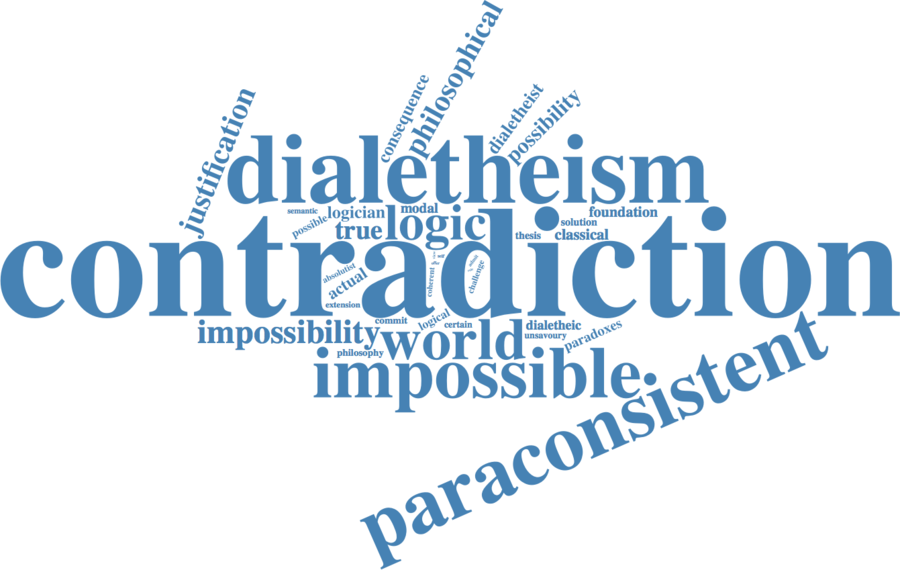 philosophical
consequence
dialetheist
possibility
justification
dialetheism
semantic
logician
modal
foundation
possible
true
logic
solution
thesis
classical
contradiction
absolutist
actual
coherent
challenge
extension
commit
logical
certain
dialetheic
impossibility
world
unsavoury
paradoxes
philosophy
impossible
paraconsistent